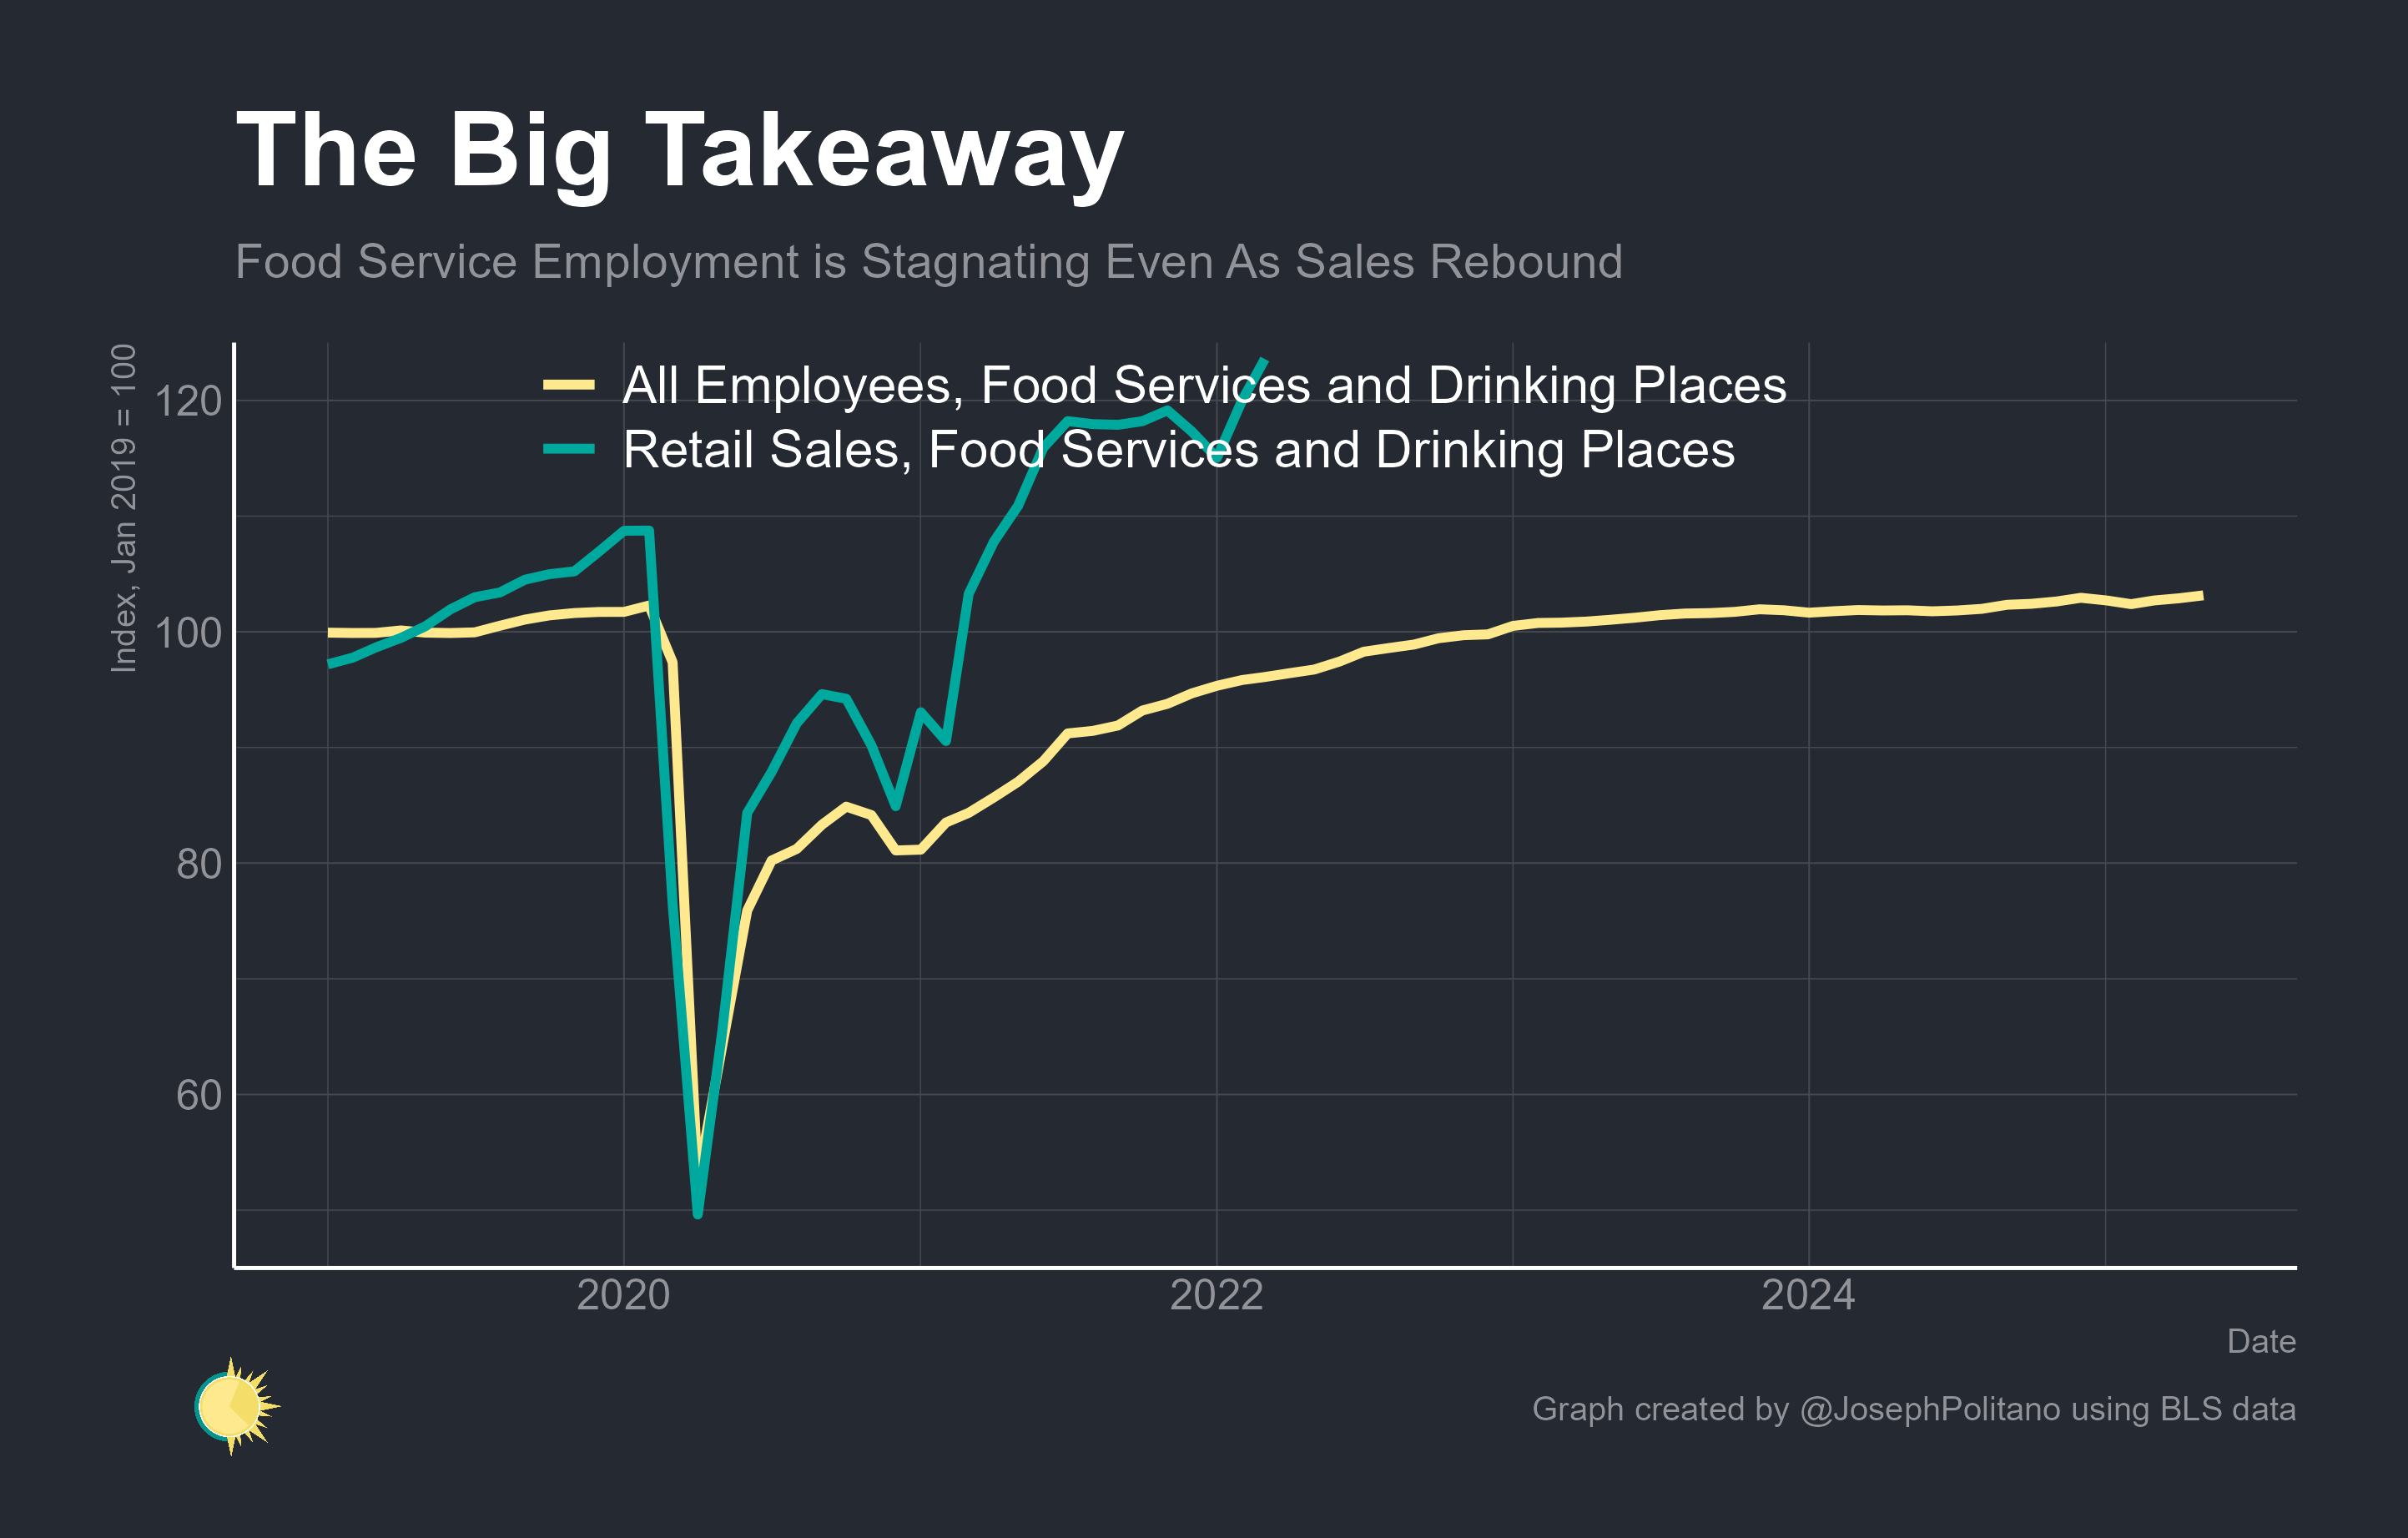 The Big Takeaway
Food Service Employment is Stagnating Even As Sales Rebound
Index, Jan 2019 = 100
All Employees, Food Services and Drinking Places
Retail Sales, Food Services and Drinking Places
120
100
80
60
2020
2022
2024
Date
Graph created by @JosephPolitano using BLS data